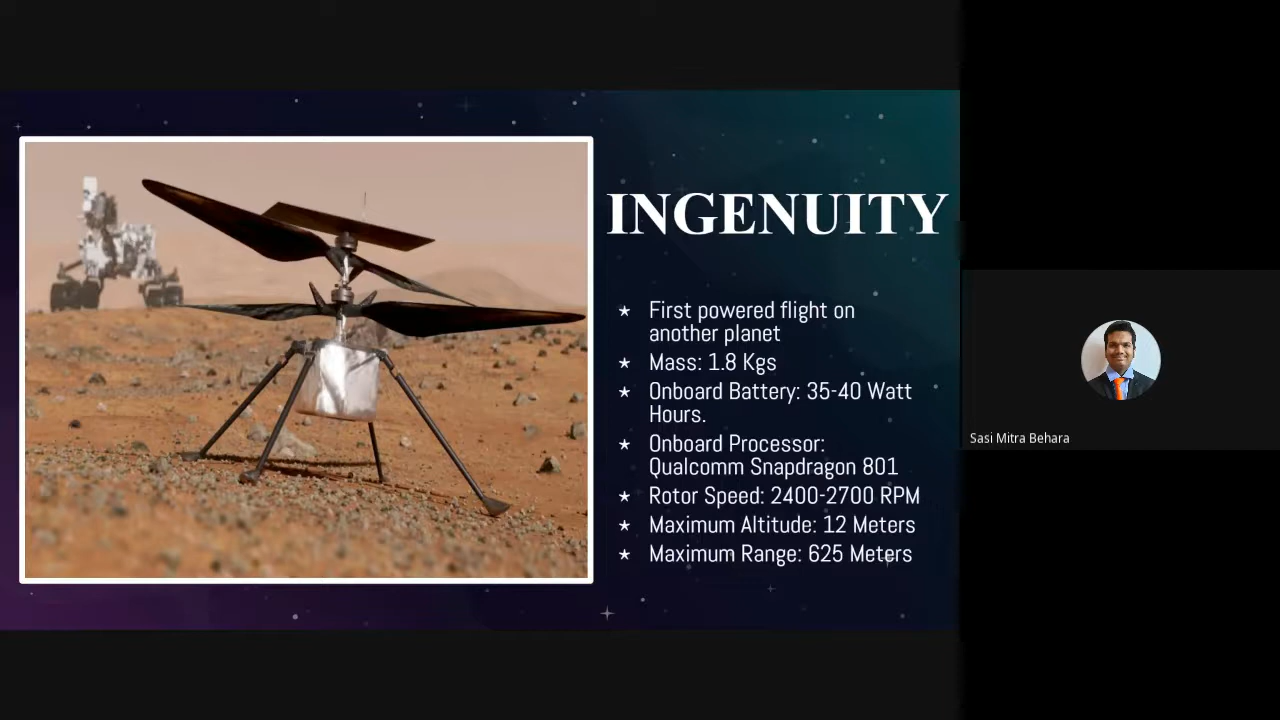 INGENUITY
★ First powered flight on
another planet
★ Mass: 1.8 Kgs
★ Onboard Battery: 35-40 Watt
Hours.
★ Onboard Processor:
Qualcomm Snapdragon 801
★ Rotor Speed: 2400-2700 RPM
★ Maximum Altitude: 12 Meters
★ Maximum Range: 625 Meters
Sasi Mitra Behara